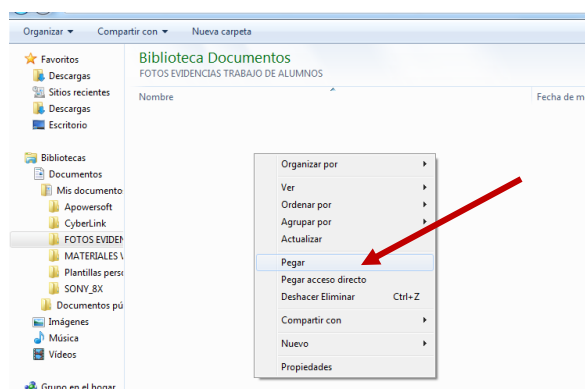 Organizar Compartir con Nueva carpeta
Favoritos
Descargas
Sitios recientes
Descargas
Escritorio
Bibliotecas
Documentos
Mis documento
Apowersoft
CyberLink
FOTOS EVIDEN
MATERIALES V
Plantillas perso
SONY_8X
Documentos pú
Imágenes
Música
Vídeos
Grupo en el hogar
Biblioteca Documentos
FOTOS EVIDENCIAS TRABAJO DE ALUMNOS
Nombre Fecha de m
Organizar por
Ver
Ordenar por
Agrupar por
Actualizar
Pegar
Pegar acceso directo
Deshacer Eliminar Ctrl+Z
Compartir con
Nuevo
Propiedades